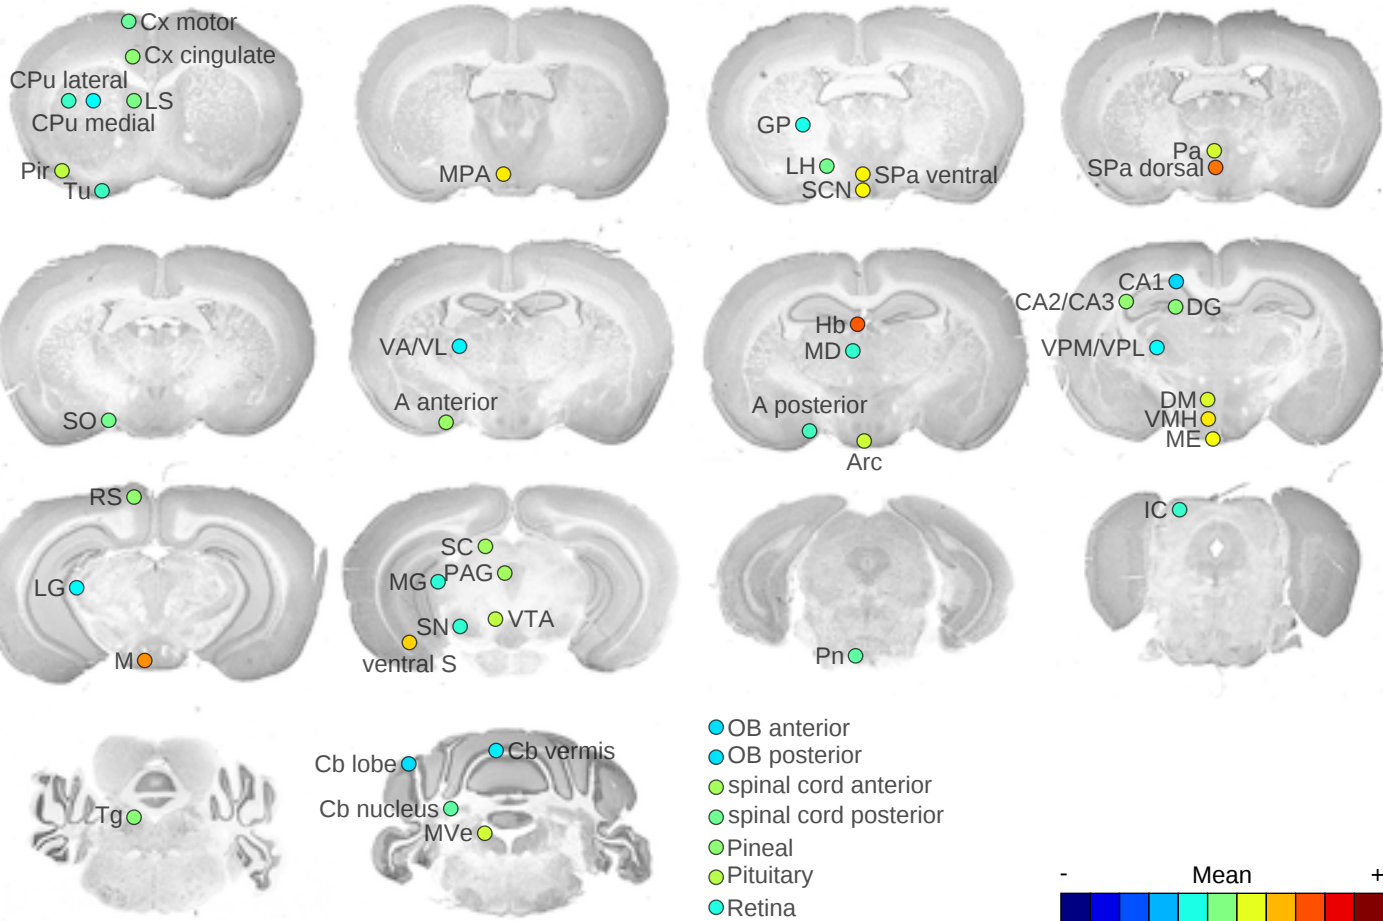 Cx motor
Cx cingulate
CPu lateral
LS
CPu medial
Pir
Tu
MPA
GP
LH
SPa ventral
SCN
Pa
SPa dorsal
SO
VA/VL
A anterior
Hb
MD
A posterior
Arc
CA1
CA2/CA3
DG
VPM/VPL
DM
VMH
ME
RS
LG
M
SC
MG
PAG
SN
VTA
ventral S
Pn
IC
Tg
Cb lobe
Cb vermis
Cb nucleus
MVe
OB anterior
OB posterior
spinal cord anterior
spinal cord posterior
Pineal
Pituitary
Retina
- Mean +